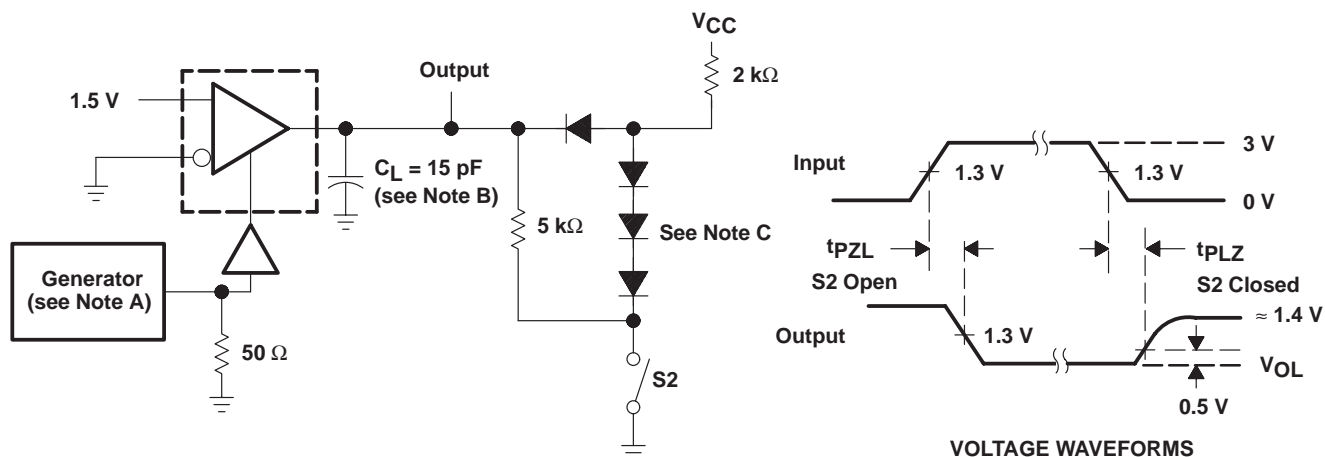 VCC
2 kΩ
Output
1.5 V
CL = 15 pF
(see Note B)
5 kΩ
See Note C
Generator
(see Note A)
50 Ω
S2
Input
3 V
1.3 V
1.3 V
0 V
tPZL
tPLZ
S2 Open
S2 Closed
≈ 1.4 V
Output
1.3 V
VOL
0.5 V
VOLTAGE WAVEFORMS